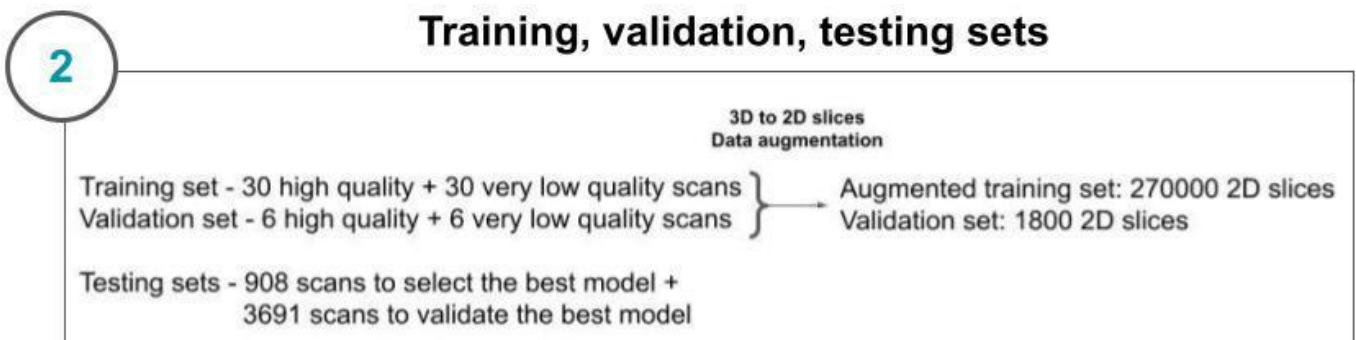 Training, validation, testing sets
2
3D to 2D slices
Data augmentation
Training set - 30 high quality + 30 very low quality scans
Validation set - 6 high quality + 6 very low quality scans
Augmented training set: 270000 2D slices
Validation set: 1800 2D slices
Testing sets - 908 scans to select the best model +
3691 scans to validate the best model